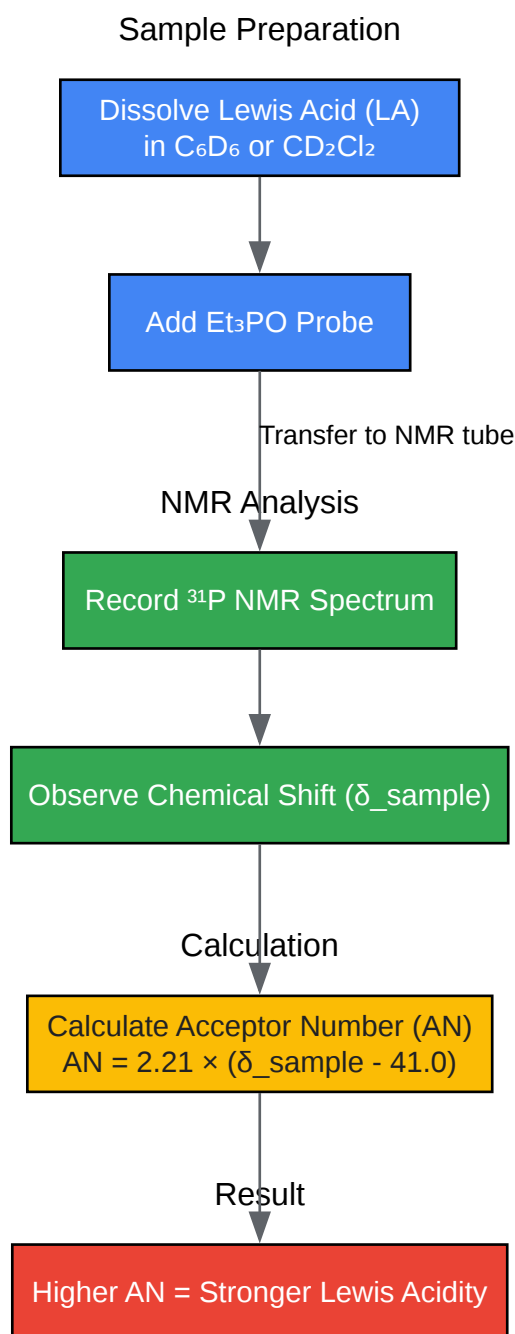 Sample Preparation
Dissolve Lewis Acid (LA)
in C₆D₆ or CD₂Cl₂
Add Et₃PO Probe
Transfer to NMR tube
NMR Analysis
Record ³¹P NMR Spectrum
Observe Chemical Shift (δ_sample)
Calculation
Calculate Acceptor Number (AN)
AN = 2.21 × (δ_sample - 41.0)
Result
Higher AN = Stronger Lewis Acidity